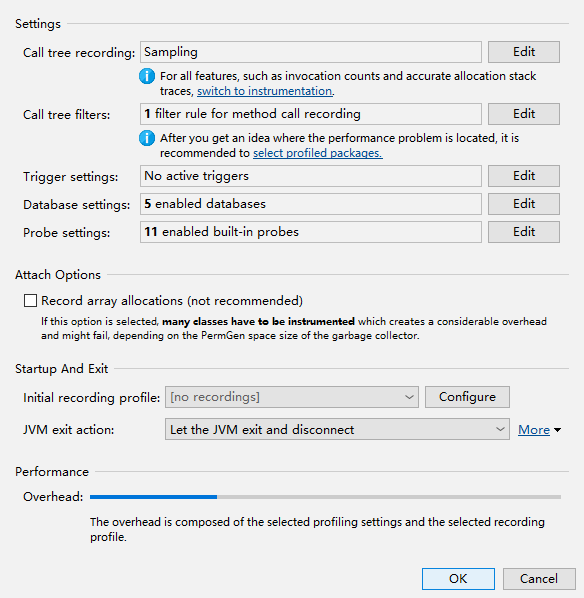 Settings
Call tree recording: Sampling Edit
For all features, such as invocation counts and accurate allocation stack
traces, switch to instrumentation.
Call tree filters: 1 filter rule for method call recording Edit
After you get an idea where the performance problem is located, it is
recommended to select profiled packages.
Trigger settings: No active triggers Edit
Database settings: 5 enabled databases Edit
Probe settings: 11 enabled built-in probes Edit
Attach Options
Record array allocations (not recommended)
If this option is selected, many classes have to be instrumented which creates a considerable overhead
and might fail, depending on the PermGen space size of the garbage collector.
Startup And Exit
Initial recording profile: [no recordings] Configure
JVM exit action: Let the JVM exit and disconnect More
Performance
Overhead:
The overhead is composed of the selected profiling settings and the selected recording
profile.
OK Cancel